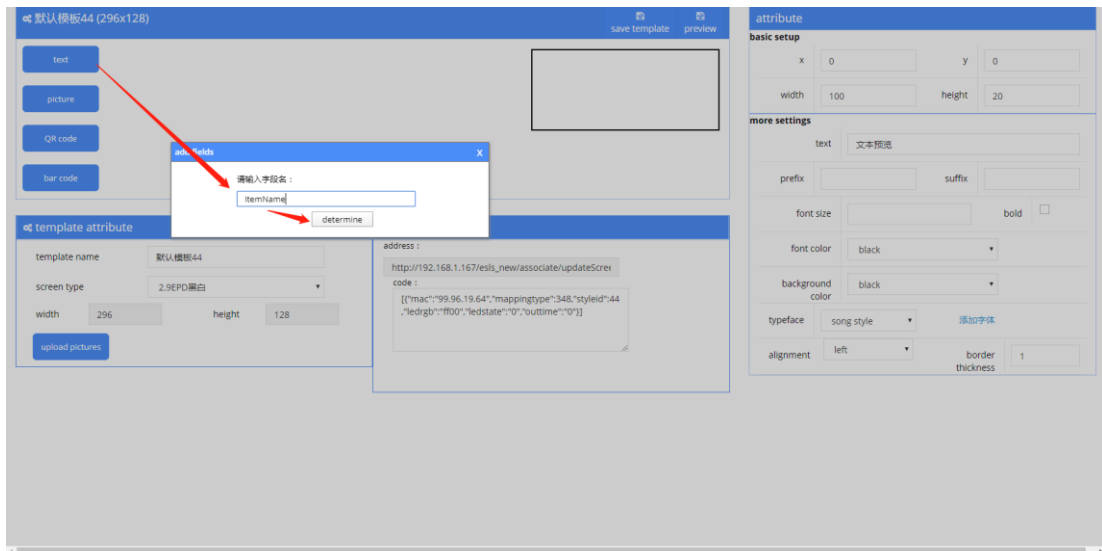 默认模板44 (296x128)
save template
preview
text
picture
QR code
bar code
add fields
X
请输入字段名：
ItemName
determine
template attribute
template name
默认模板44
screen type
2.9EPD黑白
width
296
height
128
upload pictures
address :
http://192.168.1.167/esls_new/associate/updateScree
code :
[{"mac":"99.96.19.64","mappingtype":348,"styleid":44
,"ledrgb":"ff00","ledstate":"0","outtime":"0"}]
attribute
basic setup
x
0
y
0
width
100
height
20
more settings
text
文本预览
prefix
suffix
font size
bold
font color
black
background
color
black
typeface
song style
添加字体
alignment
left
border
thickness
1